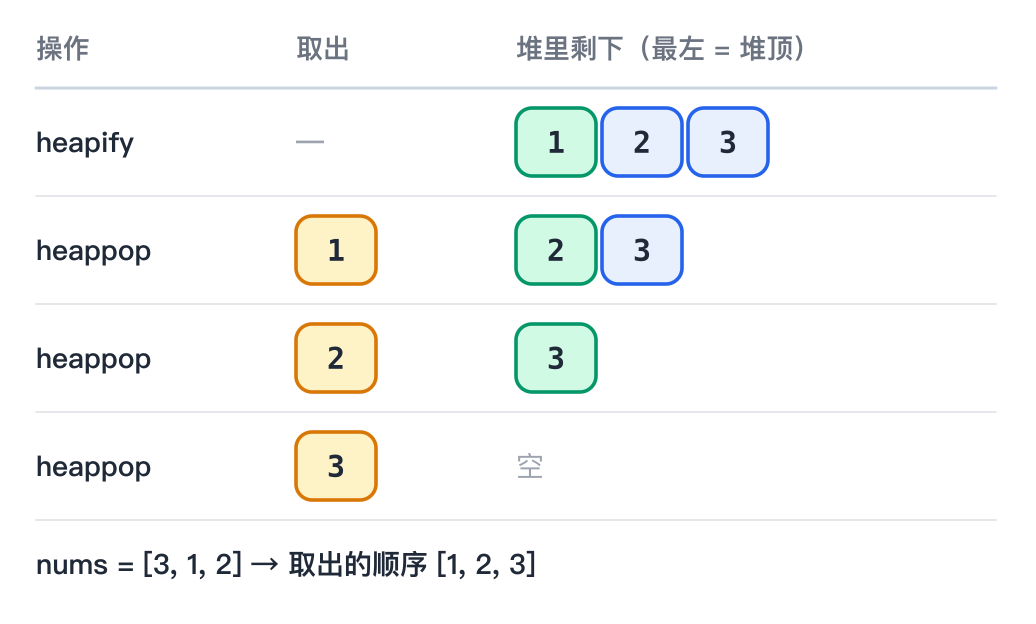 操作 取出 堆里剩下（最左 = 堆顶）
heapify — 1 2 3
heappop 1 2 3
heappop 2 3
heappop 3 空
nums = [3, 1, 2] → 取出的顺序 [1, 2, 3]